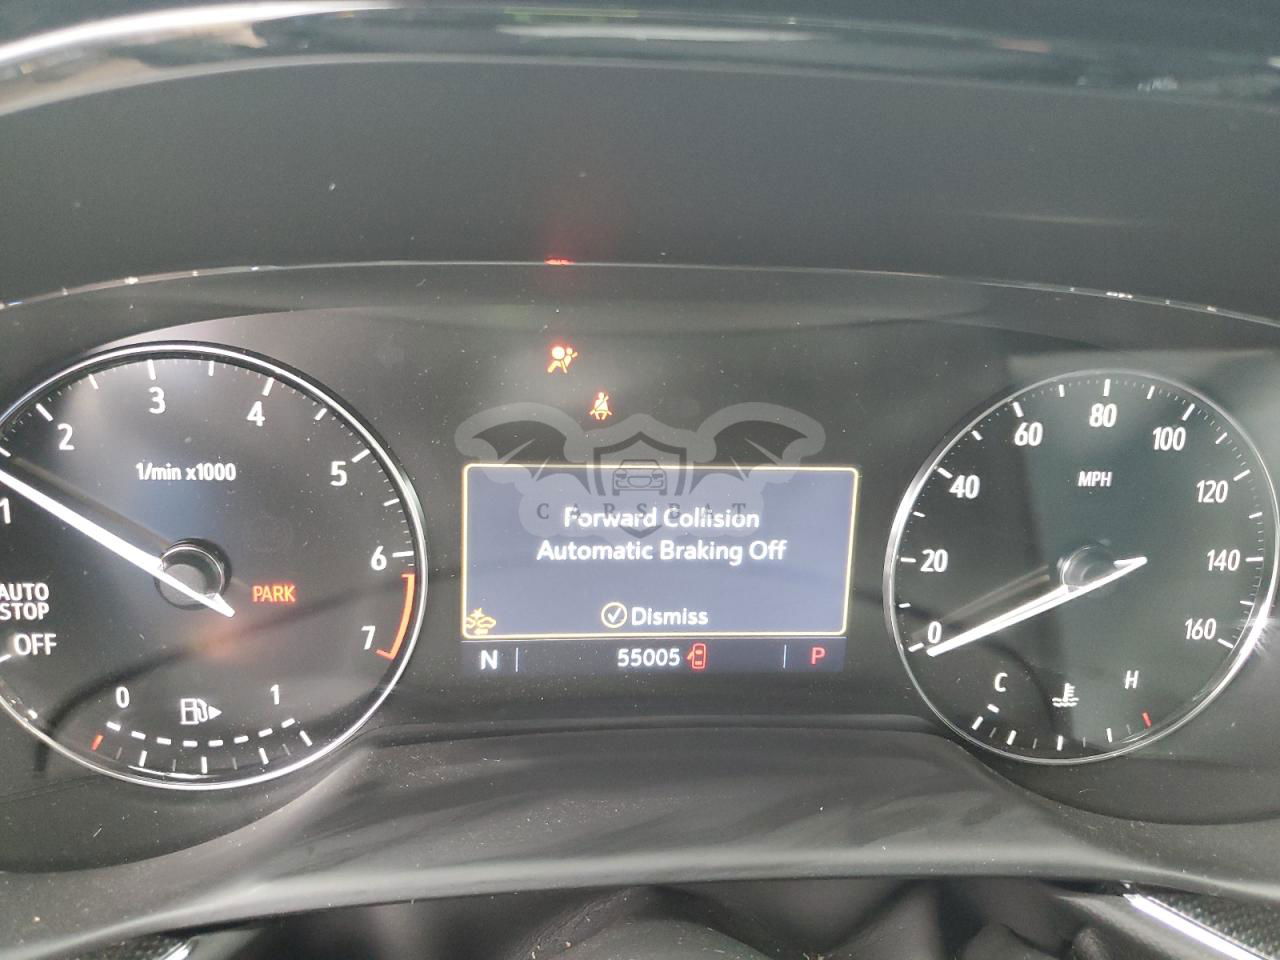 3
4
2
5
1/min x1000
1
6
PARK
AUTO
STOP
OFF
7
0
1
CARSBAT
Forward Collision
Automatic Braking Off
Dismiss
N
55005
P
80
60
100
40
MPH
120
20
140
0
160
C
H